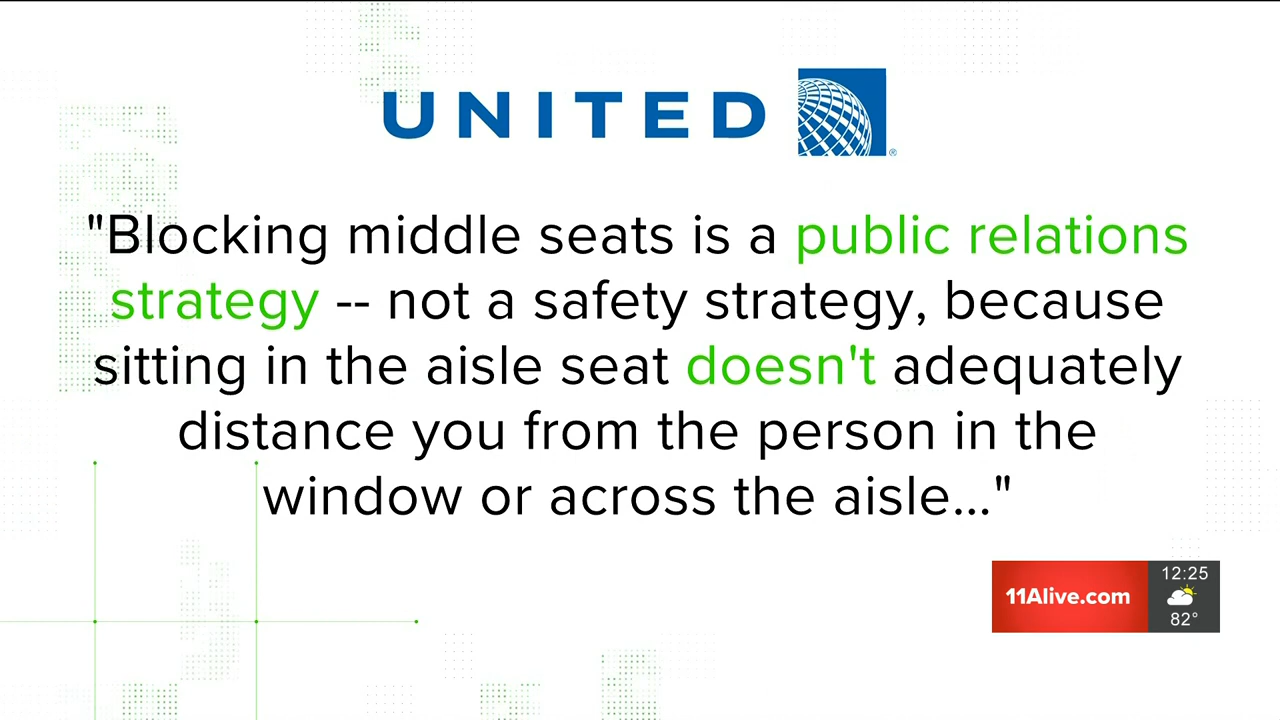 UNITED
"Blocking middle seats is a public relations
strategy -- not a safety strategy, because
sitting in the aisle seat doesn't adequately
distance you from the person in the
window or across the aisle..."
11Alive.com
12:25
82°